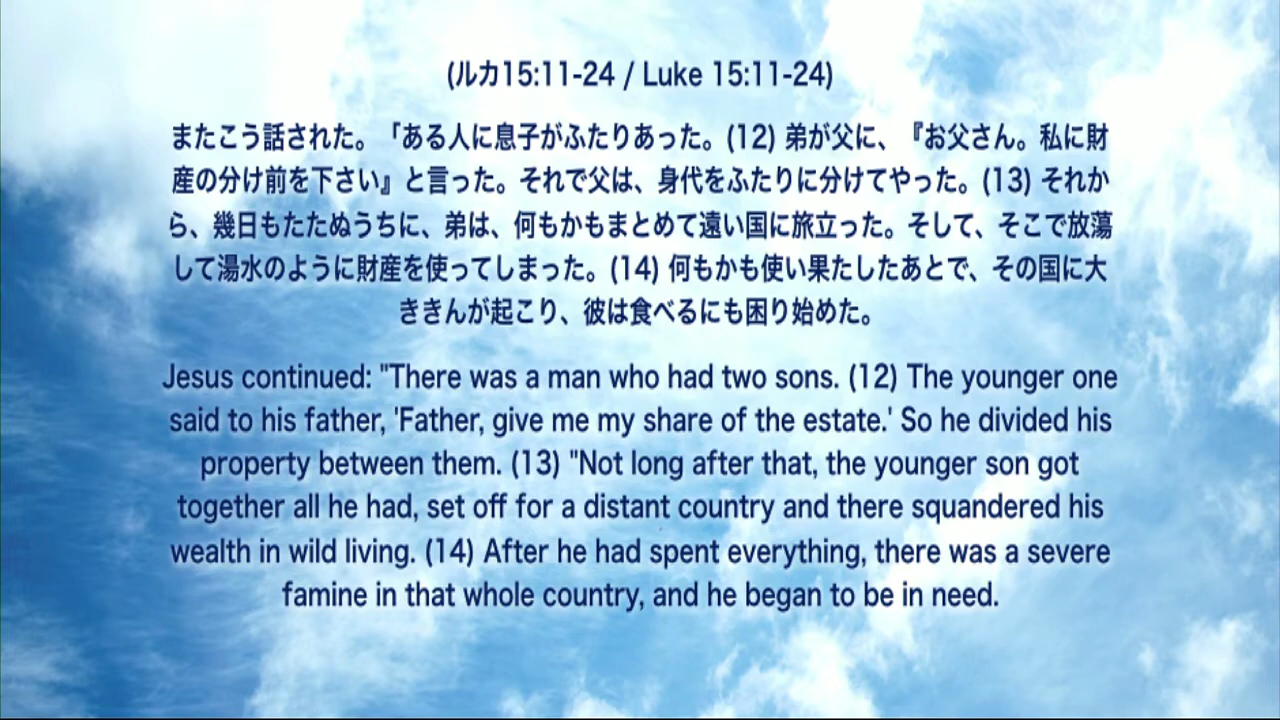 (ルカ15:11-24 / Luke 15:11-24)
またこう話された。「ある人に息子がふたりあった。(12) 弟が父に、『お父さん。私に財
産の分け前を下さい』と言った。それで父は、身代をふたりに分けてやった。(13) それか
ら、幾日もたたぬうちに、弟は、何もかもまとめて遠い国に旅立った。そして、そこで放蕩
して湯水のように財産を使ってしまった。(14) 何もかも使い果たしたあとで、その国に大
ききんが起こり、彼は食べるにも困り始めた。
Jesus continued: "There was a man who had two sons. (12) The younger one
said to his father, 'Father, give me my share of the estate.' So he divided his
property between them. (13) "Not long after that, the younger son got
together all he had, set off for a distant country and there squandered his
wealth in wild living. (14) After he had spent everything, there was a severe
famine in that whole country, and he began to be in need.